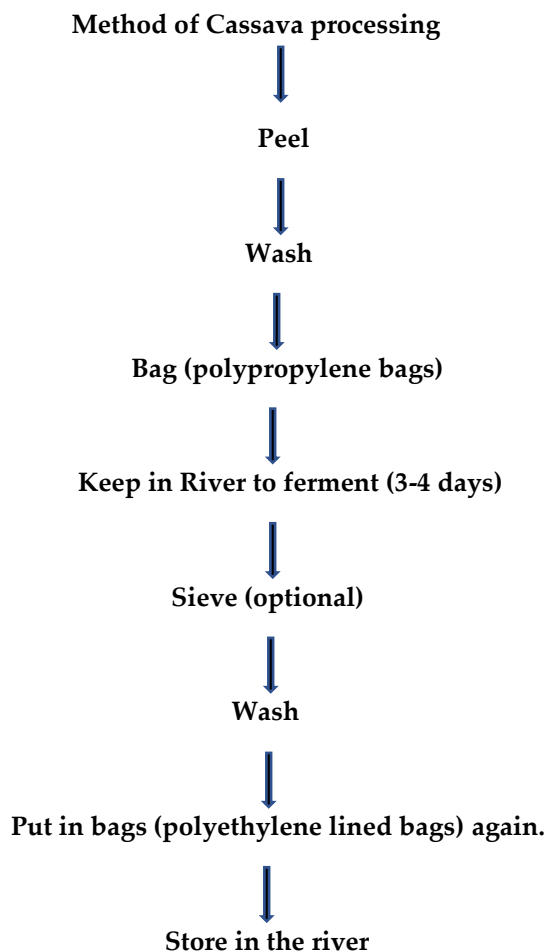 Method of Cassava processing
Peel
Wash
Bag (polypropylene bags)
Keep in River to ferment (3-4 days)
Sieve (optional)
Wash
Put in bags (polyethylene lined bags) again.
Store in the river